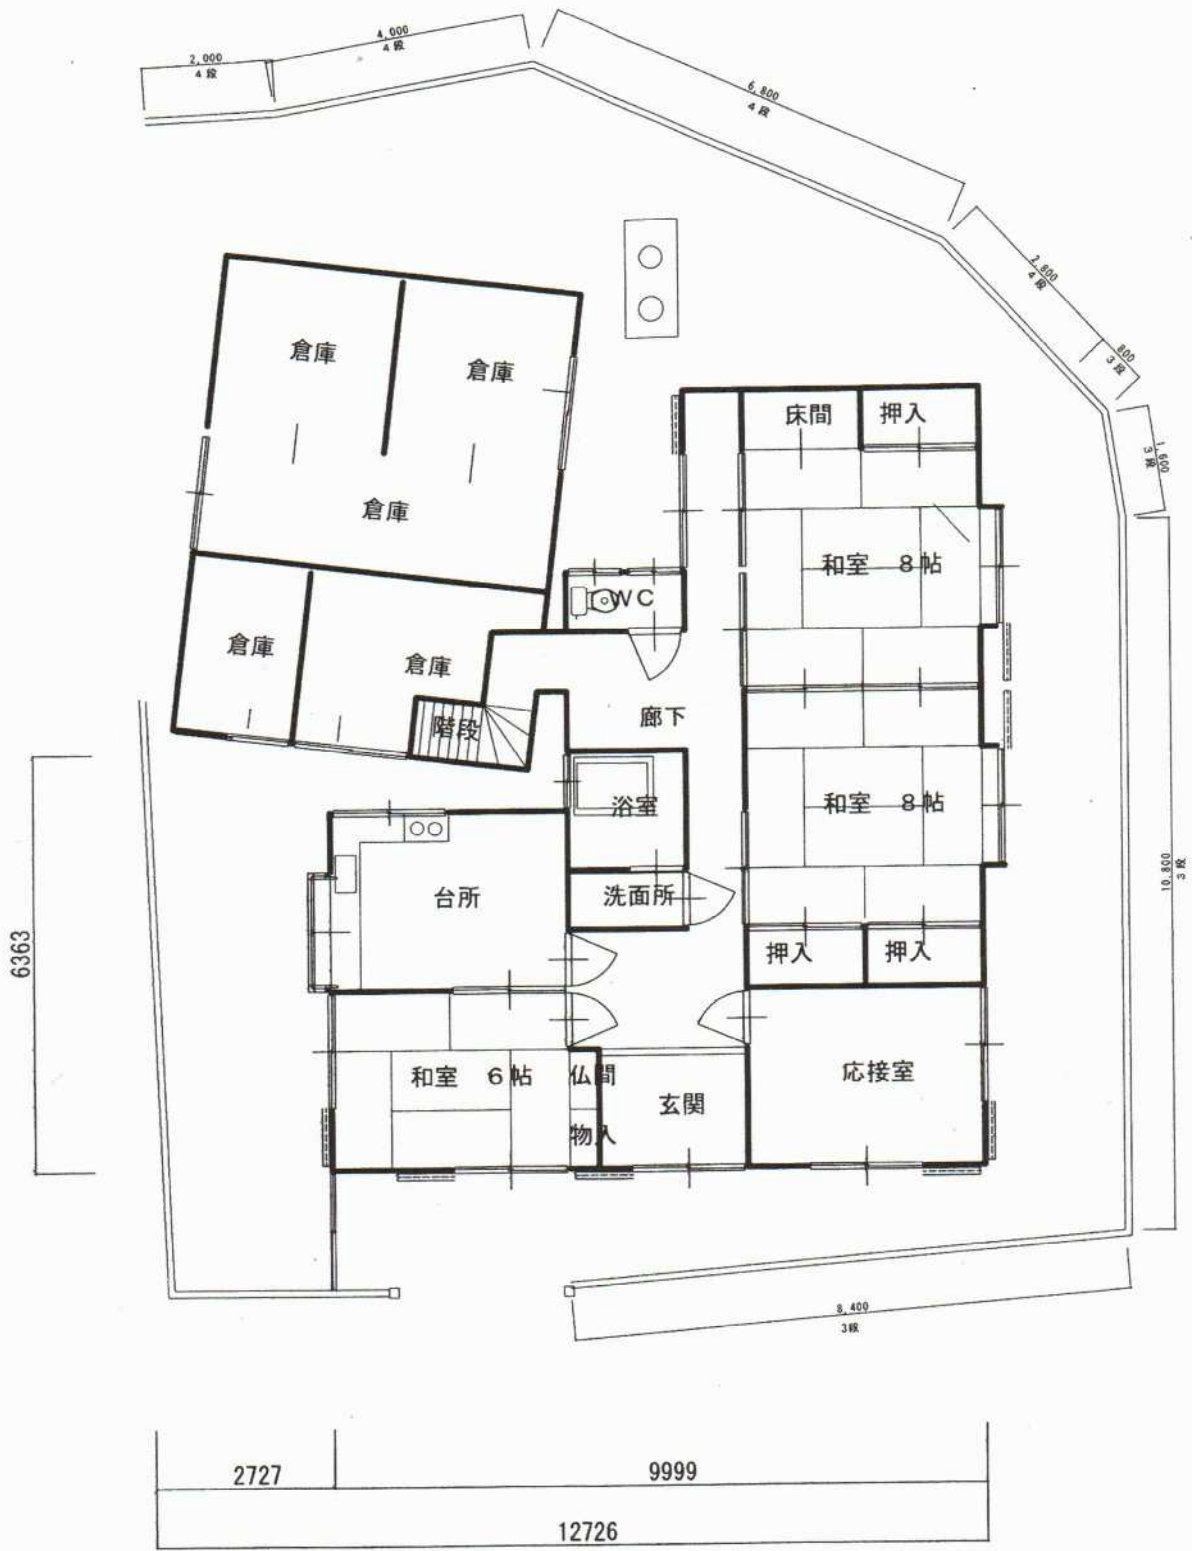 4,000
4段
2,000
4段
6,800
4段
2,800
4段
800
3段
1,600
3段
倉庫
倉庫
床間
押入
倉庫
和室 8帖
WC
倉庫
倉庫
廊下
階段
浴室
和室 8帖
台所
洗面所
10,800
3段
6363
押入
押入
和室 6帖
仏間
応接室
玄関
物入
8,400
3段
2727
9999
12726